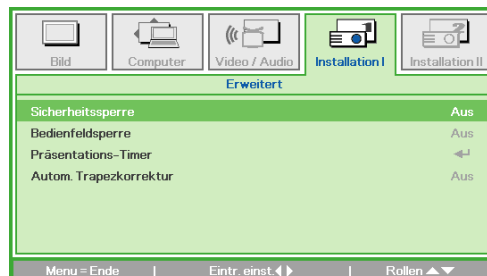 Bild Computer Video / Audio Installation I Installation II
Erweitert
Sicherheitssperre Aus
Bedienfeldsperre Aus
Präsentations-Timer
Autom. Trapezkorrektur Aus
Menu = Ende | Eintr. einst. | Rollen